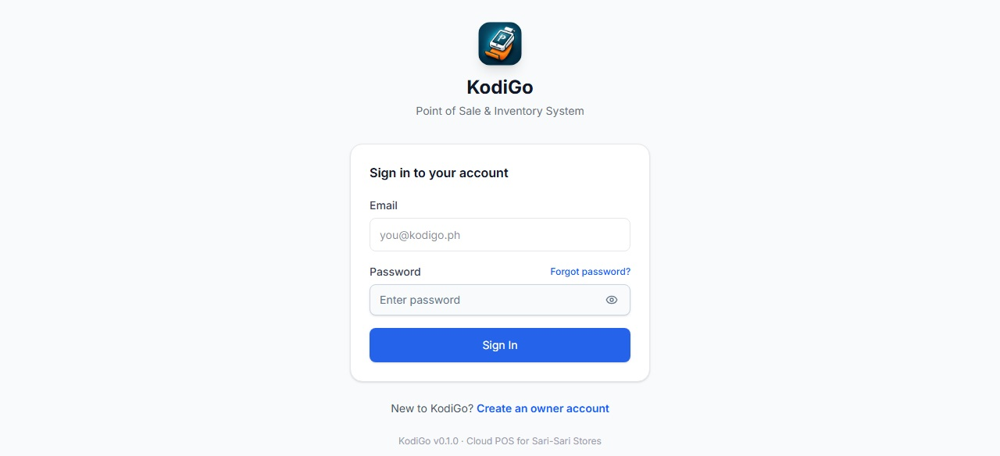 KodiGo
Point of Sale & Inventory System
Sign in to your account
Email
you@kodigo.ph
Password Forgot password?
Enter password
Sign In
New to KodiGo? Create an owner account
KodiGo v0.1.0 · Cloud POS for Sari-Sari Stores